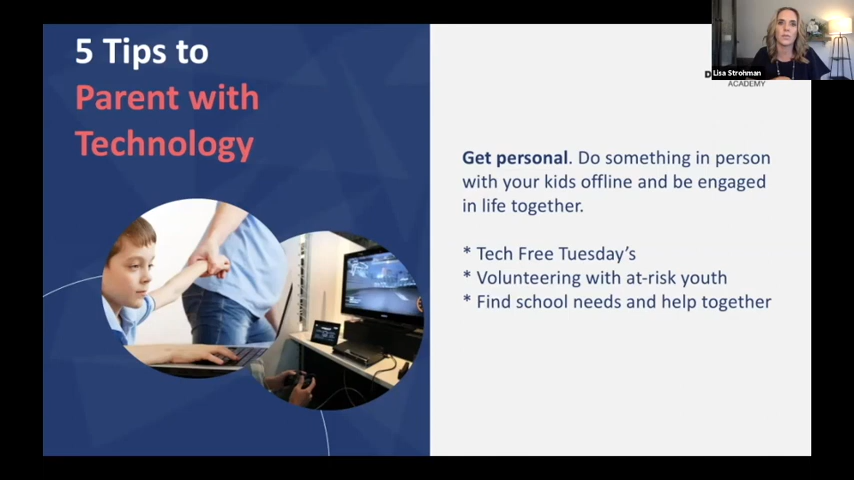 5 Tips to
Parent with
Technology
Lisa Strohman
ACADEMY
Get personal. Do something in person
with your kids offline and be engaged
in life together.
* Tech Free Tuesday's
* Volunteering with at-risk youth
* Find school needs and help together